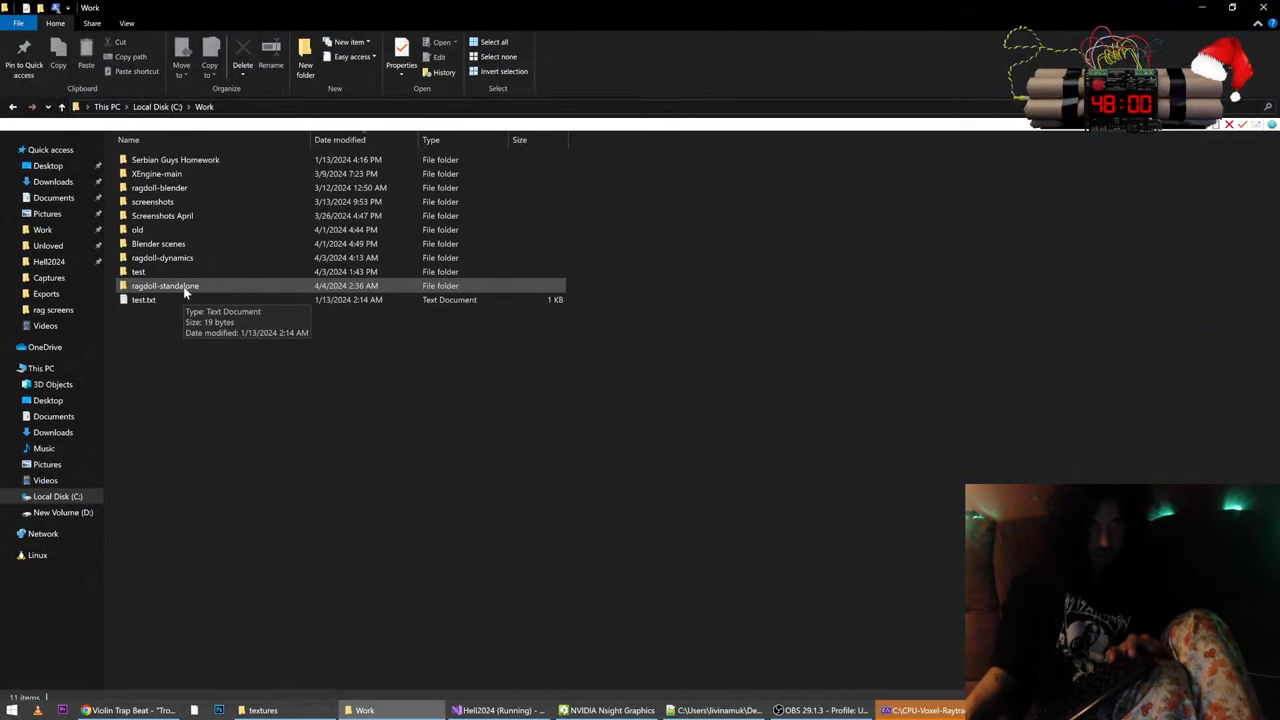 Work
File
Home
Share
View
Pin to Quick access
Copy
Paste
Cut
Copy path
Paste shortcut
Clipboard
Move to
Copy to
Delete
Rename
Organize
New folder
New item
Easy access
New
Properties
Open
Edit
History
Open
Select all
Select none
Invert selection
Select
48:00
This PC
Local Disk (C:)
Work
Name
Date modified
Type
Size
Serbian Guys Homework 1/13/2024 4:16 PM File folder
XEngine-main 3/9/2024 7:23 PM File folder
ragdoll-blender 3/12/2024 12:50 AM File folder
screenshots 3/13/2024 9:53 PM File folder
Screenshots April 3/26/2024 4:47 PM File folder
old 4/1/2024 4:44 PM File folder
Blender scenes 4/1/2024 4:49 PM File folder
ragdoll-dynamics 4/3/2024 4:13 AM File folder
test 4/3/2024 1:43 PM File folder
ragdoll-standalone 4/4/2024 2:36 AM File folder
test.txt 1/13/2024 2:14 AM Text Document 1 KB
Type: Text Document
Size: 19 bytes
Date modified: 1/13/2024 2:14 AM
Quick access
Desktop
Downloads
Documents
Pictures
Work
Unloved
Hell2024
Captures
Exports
rag screens
Videos
OneDrive
This PC
3D Objects
Desktop
Documents
Downloads
Music
Pictures
Videos
Local Disk (C:)
New Volume (D:)
Network
Linux
11 items
Violin Trap Beat - "Tro...
textures
Work
Hell2024 (Running) - ...
NVIDIA Nsight Graphics
C:\Users\livinamuk\De...
OBS 29.1.3 - Profile: U...
C:\CPU-Voxel-Raytra